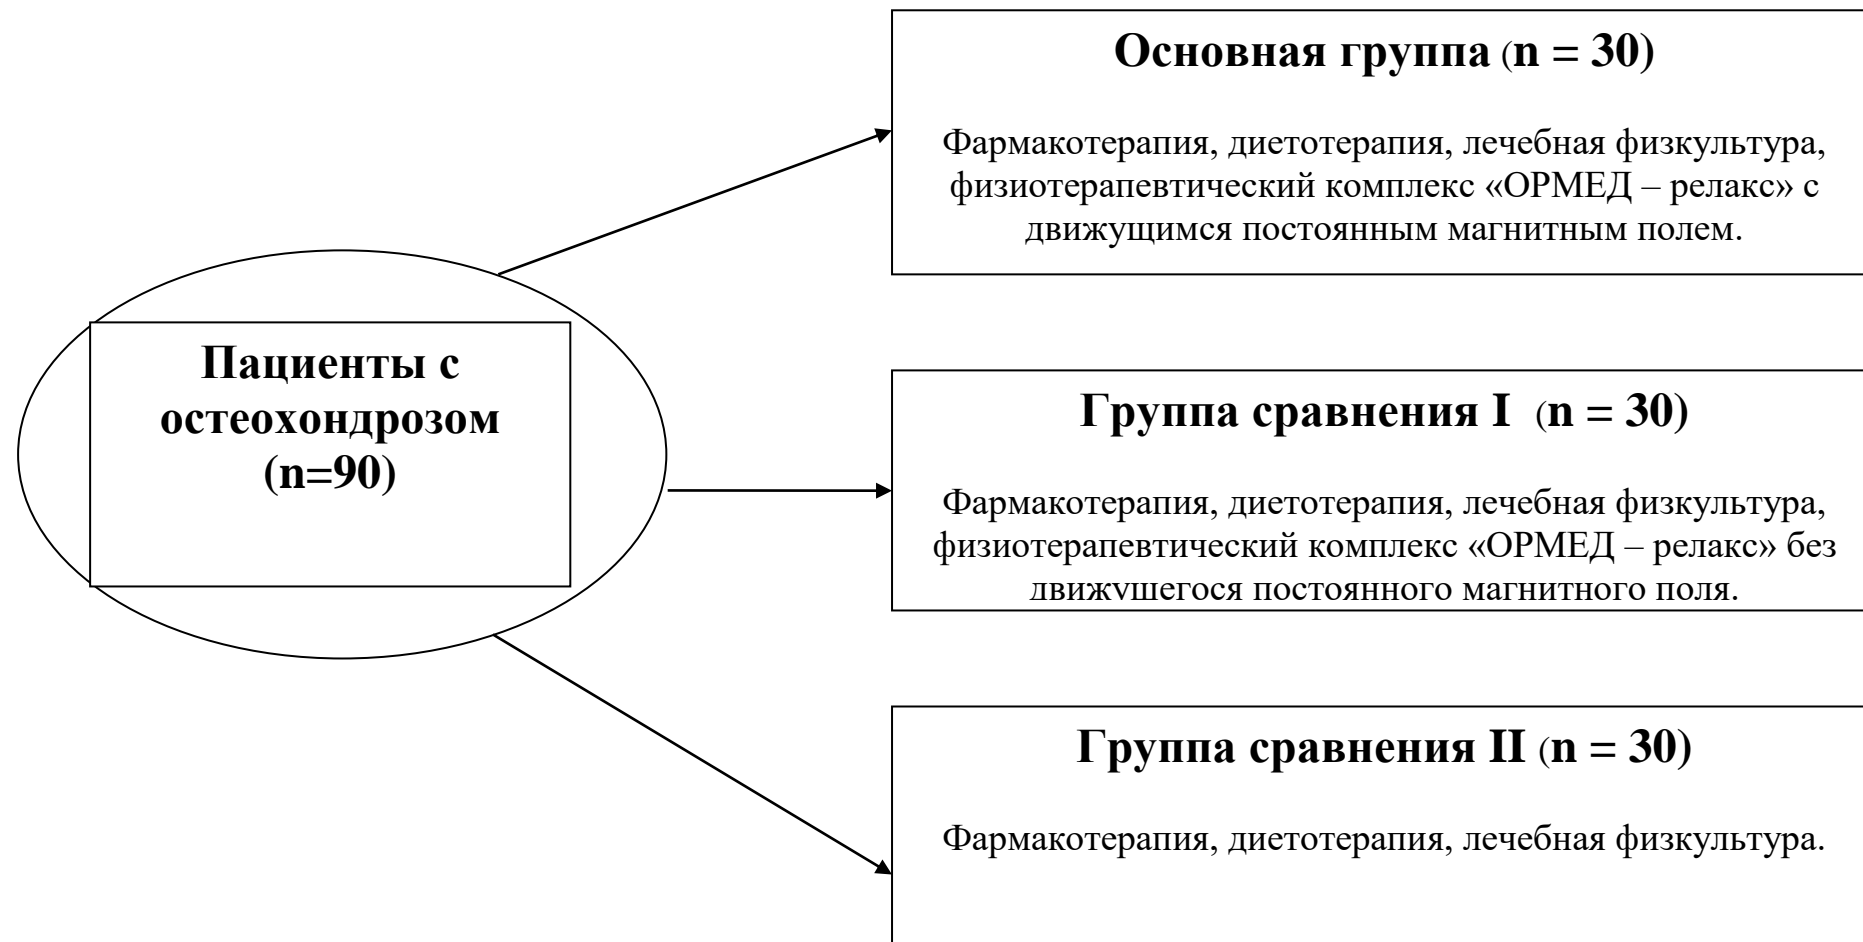 Основная группа (n = 30)
Фармакотерапия, диетотерапия, лечебная физкультура,
физиотерапевтический комплекс «ОРМЕД – релакс» с
движущимся постоянным магнитным полем.
Пациенты с
остеохондрозом
(n=90)
Группа сравнения I (n = 30)
Фармакотерапия, диетотерапия, лечебная физкультура,
физиотерапевтический комплекс «ОРМЕД – релакс» без
движущегося постоянного магнитного поля.
Группа сравнения II (n = 30)
Фармакотерапия, диетотерапия, лечебная физкультура.